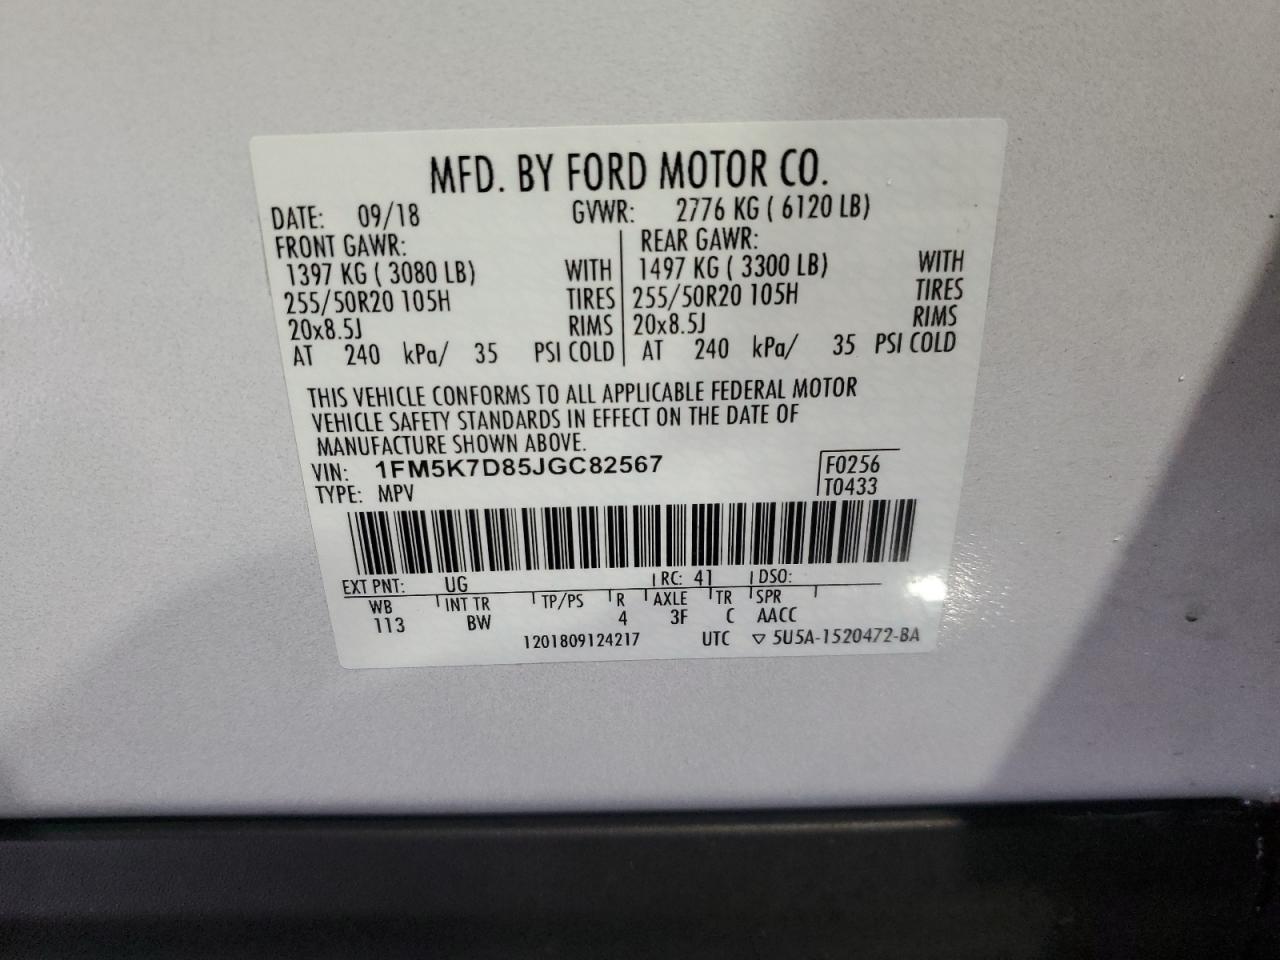 MFD. BY FORD MOTOR CO.
DATE: 09/18 GVWR: 2776 KG ( 6120 LB)
FRONT GAWR: REAR GAWR:
1397 KG ( 3080 LB) WITH 1497 KG ( 3300 LB) WITH
255/50R20 105H TIRES 255/50R20 105H TIRES
20x8.5J RIMS 20x8.5J RIMS
AT 240 kPa/ 35 PSI COLD AT 240 kPa/ 35 PSI COLD
THIS VEHICLE CONFORMS TO ALL APPLICABLE FEDERAL MOTOR
VEHICLE SAFETY STANDARDS IN EFFECT ON THE DATE OF
MANUFACTURE SHOWN ABOVE.
VIN: 1FM5K7D85JGC82567 F0256
TYPE: MPV T0433
EXT PNT: UG RC: 41 DSO:
WB INT TR TP/PS R AXLE TR SPR
113 BW 4 3F C AACC
1201809124217 UTC ▽ 5U5A-1520472-BA